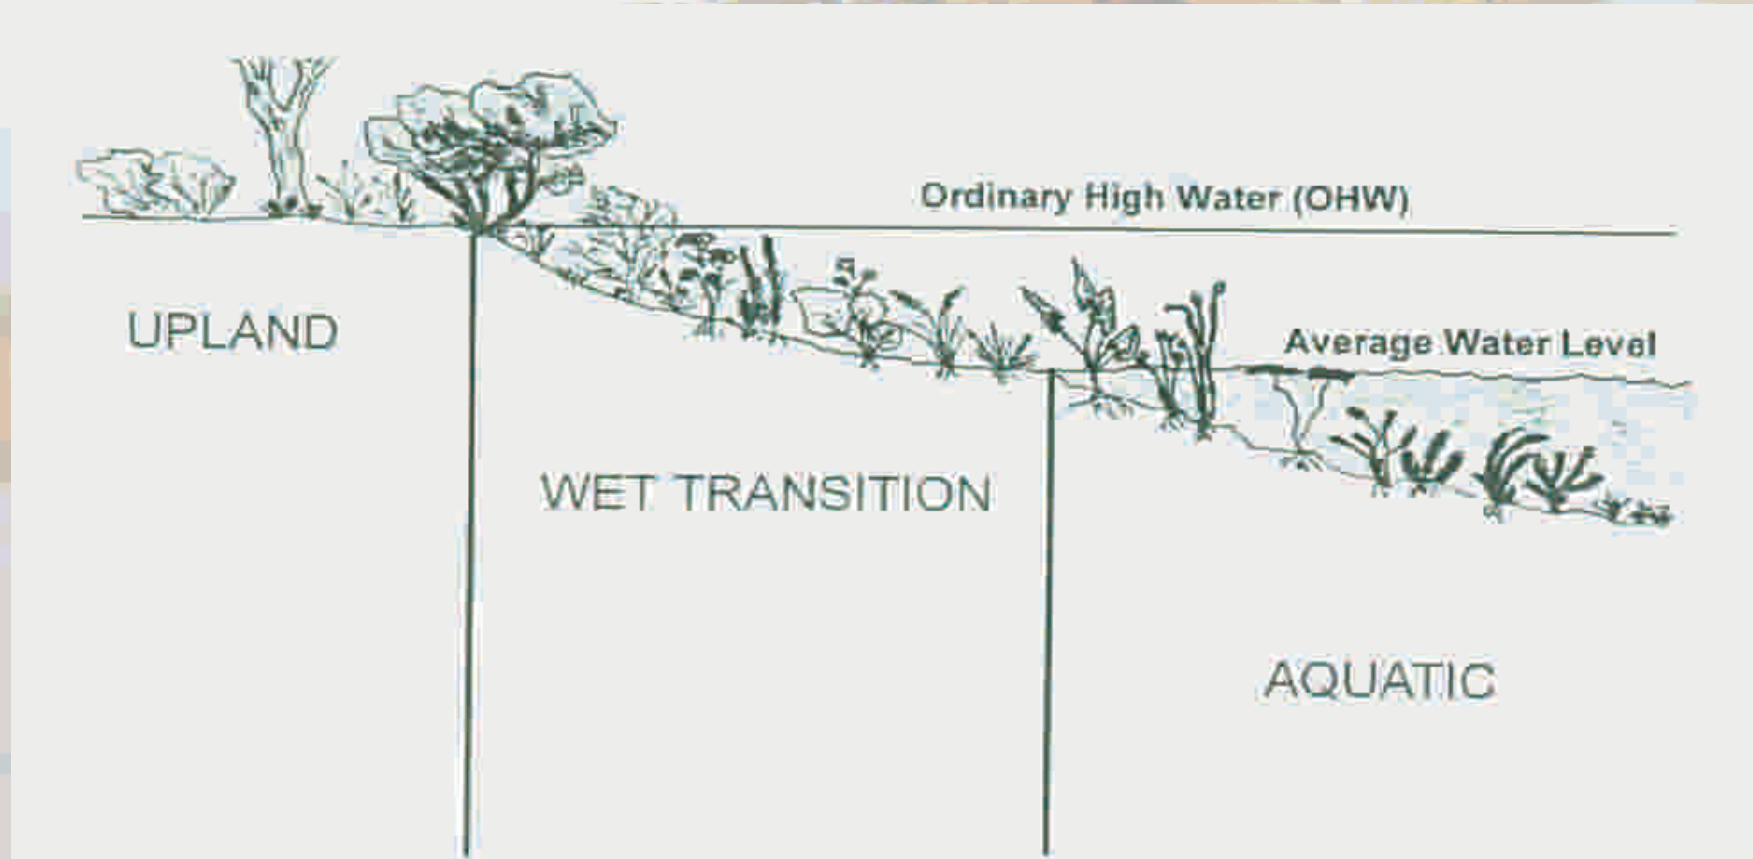 Ordinary High Water (OHW)
UPLAND
Average Water Level
WET TRANSITION
AQUATIC